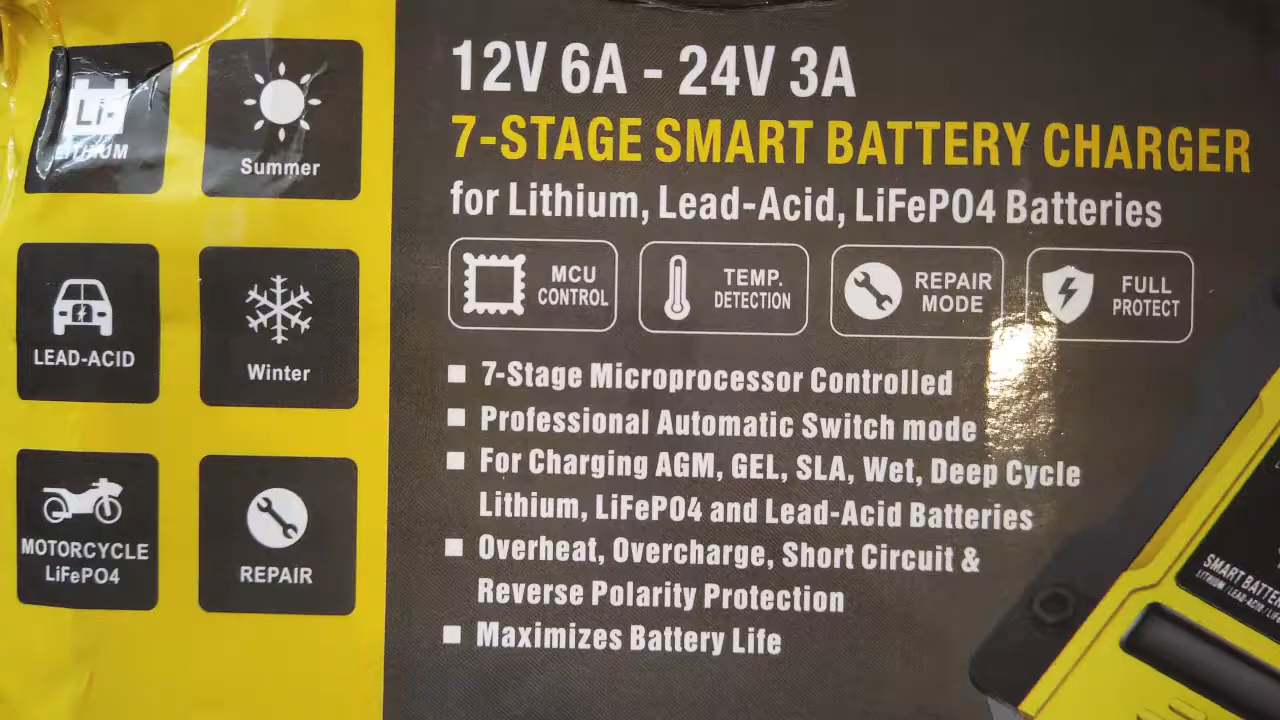 Li+
LITHIUM
Summer
LEAD-ACID
Winter
MOTORCYCLE
LiFePO4
REPAIR
12V 6A - 24V 3A
7-STAGE SMART BATTERY CHARGER
for Lithium, Lead-Acid, LiFePO4 Batteries
MCU
CONTROL
TEMP.
DETECTION
REPAIR
MODE
FULL
PROTECT
7-Stage Microprocessor Controlled
Professional Automatic Switch mode
For Charging AGM, GEL, SLA, Wet, Deep Cycle
Lithium, LiFePO4 and Lead-Acid Batteries
Overheat, Overcharge, Short Circuit &
Reverse Polarity Protection
Maximizes Battery Life
SMART
LITHIUM / LEAD-ACID /